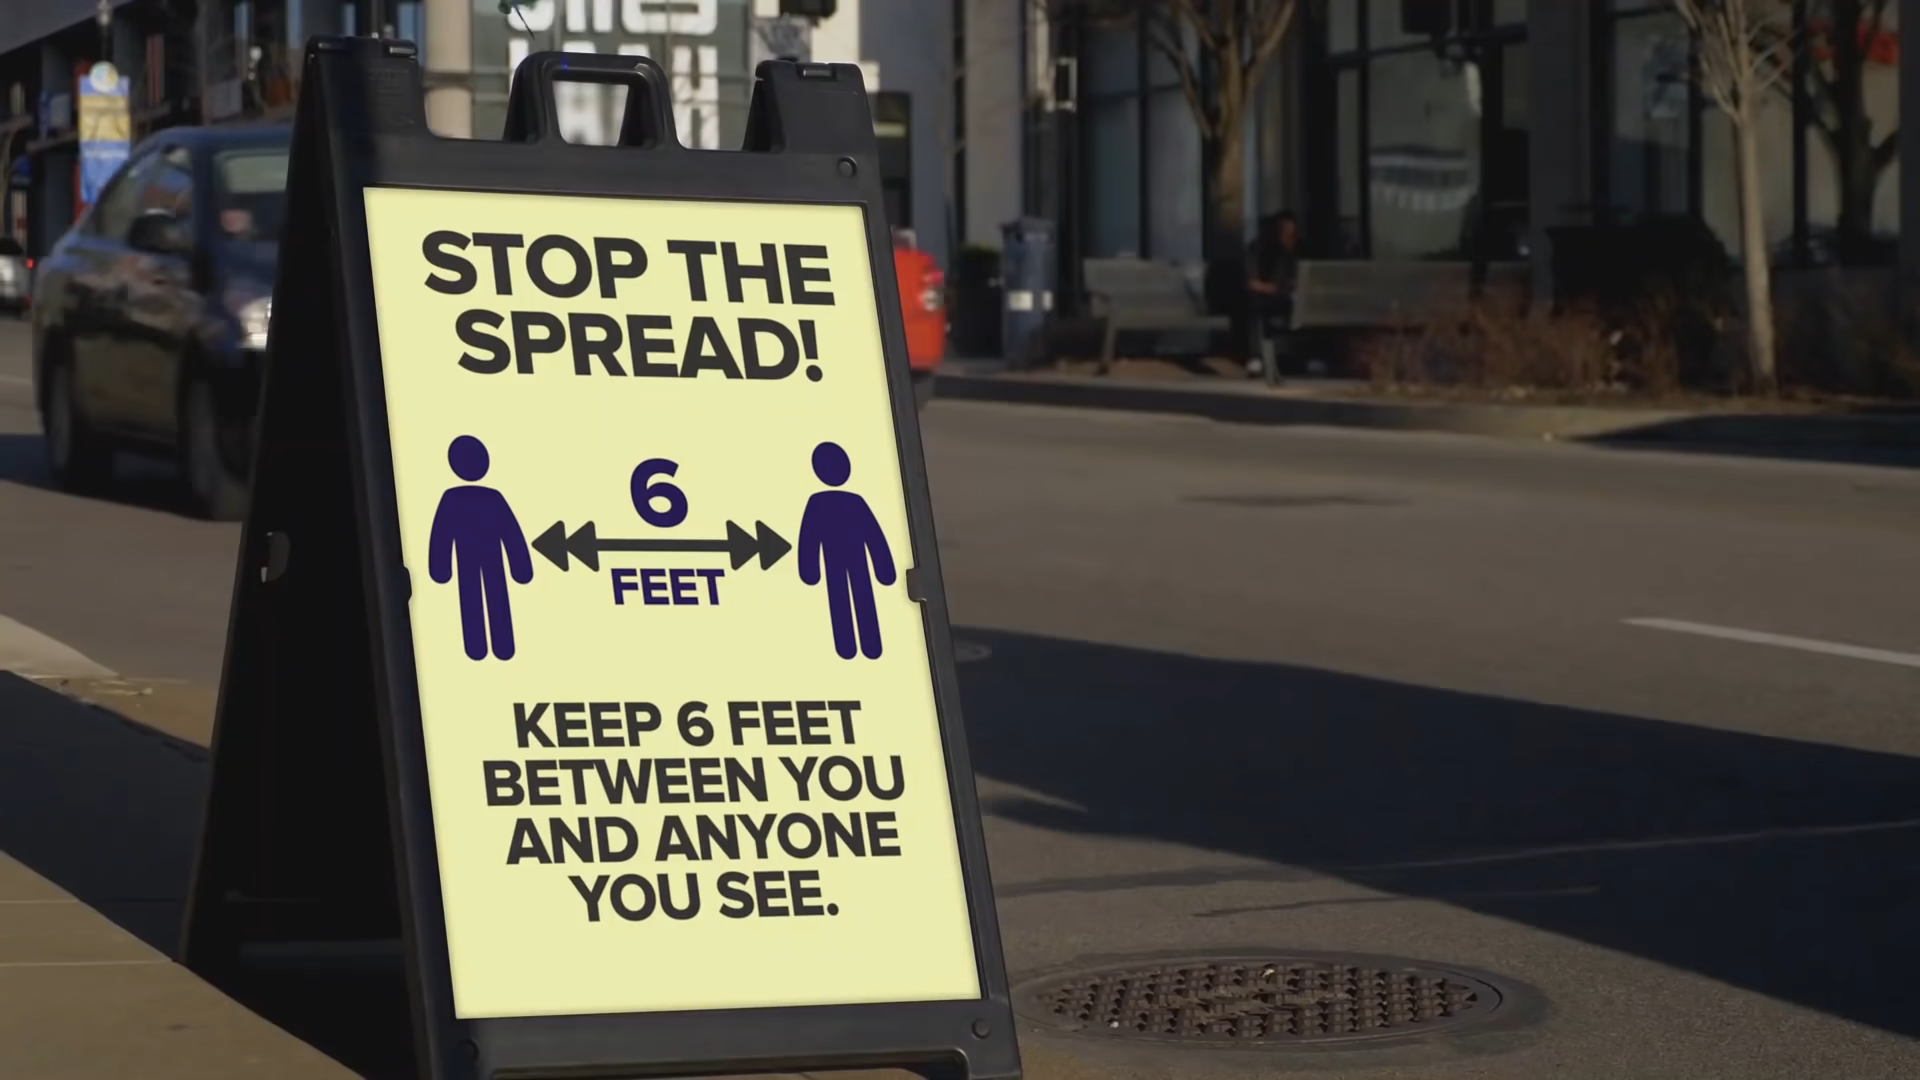 STOP THE
SPREAD!
6
FEET
KEEP 6 FEET
BETWEEN YOU
AND ANYONE
YOU SEE.